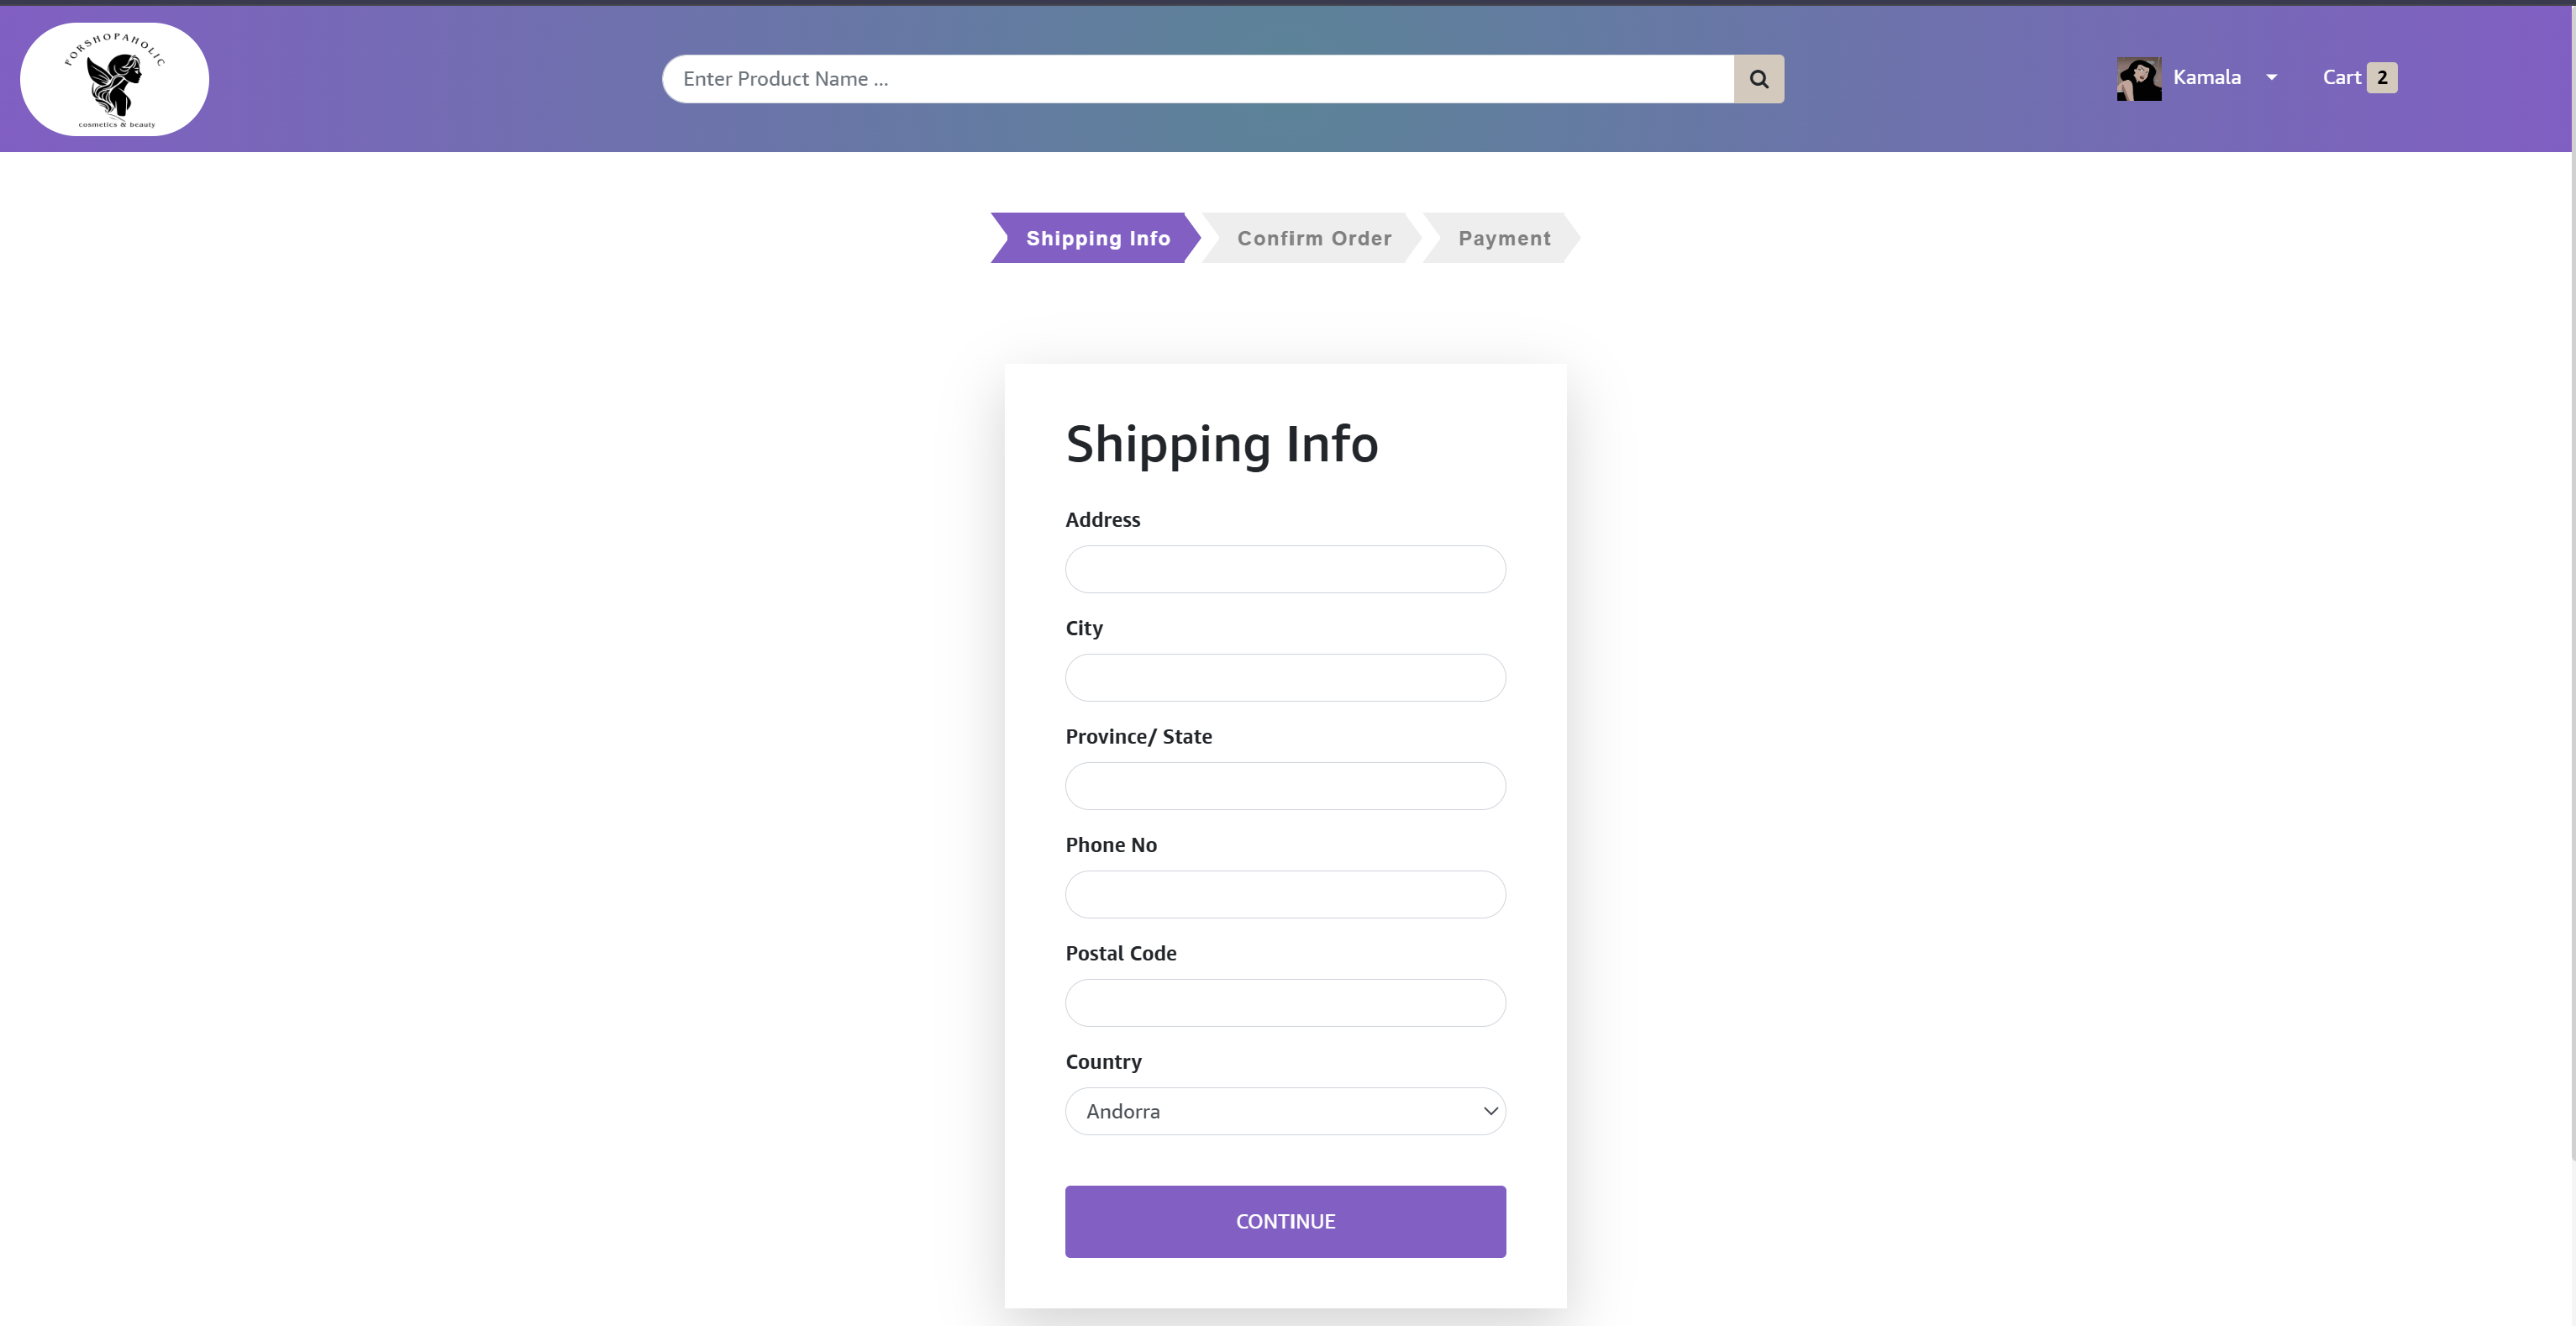 FORSHOPAHOLIC
cosmetics & beauty
Enter Product Name ...
Kamala
Cart 2
Shipping Info
Confirm Order
Payment
Shipping Info
Address
City
Province/ State
Phone No
Postal Code
Country
Andorra
CONTINUE